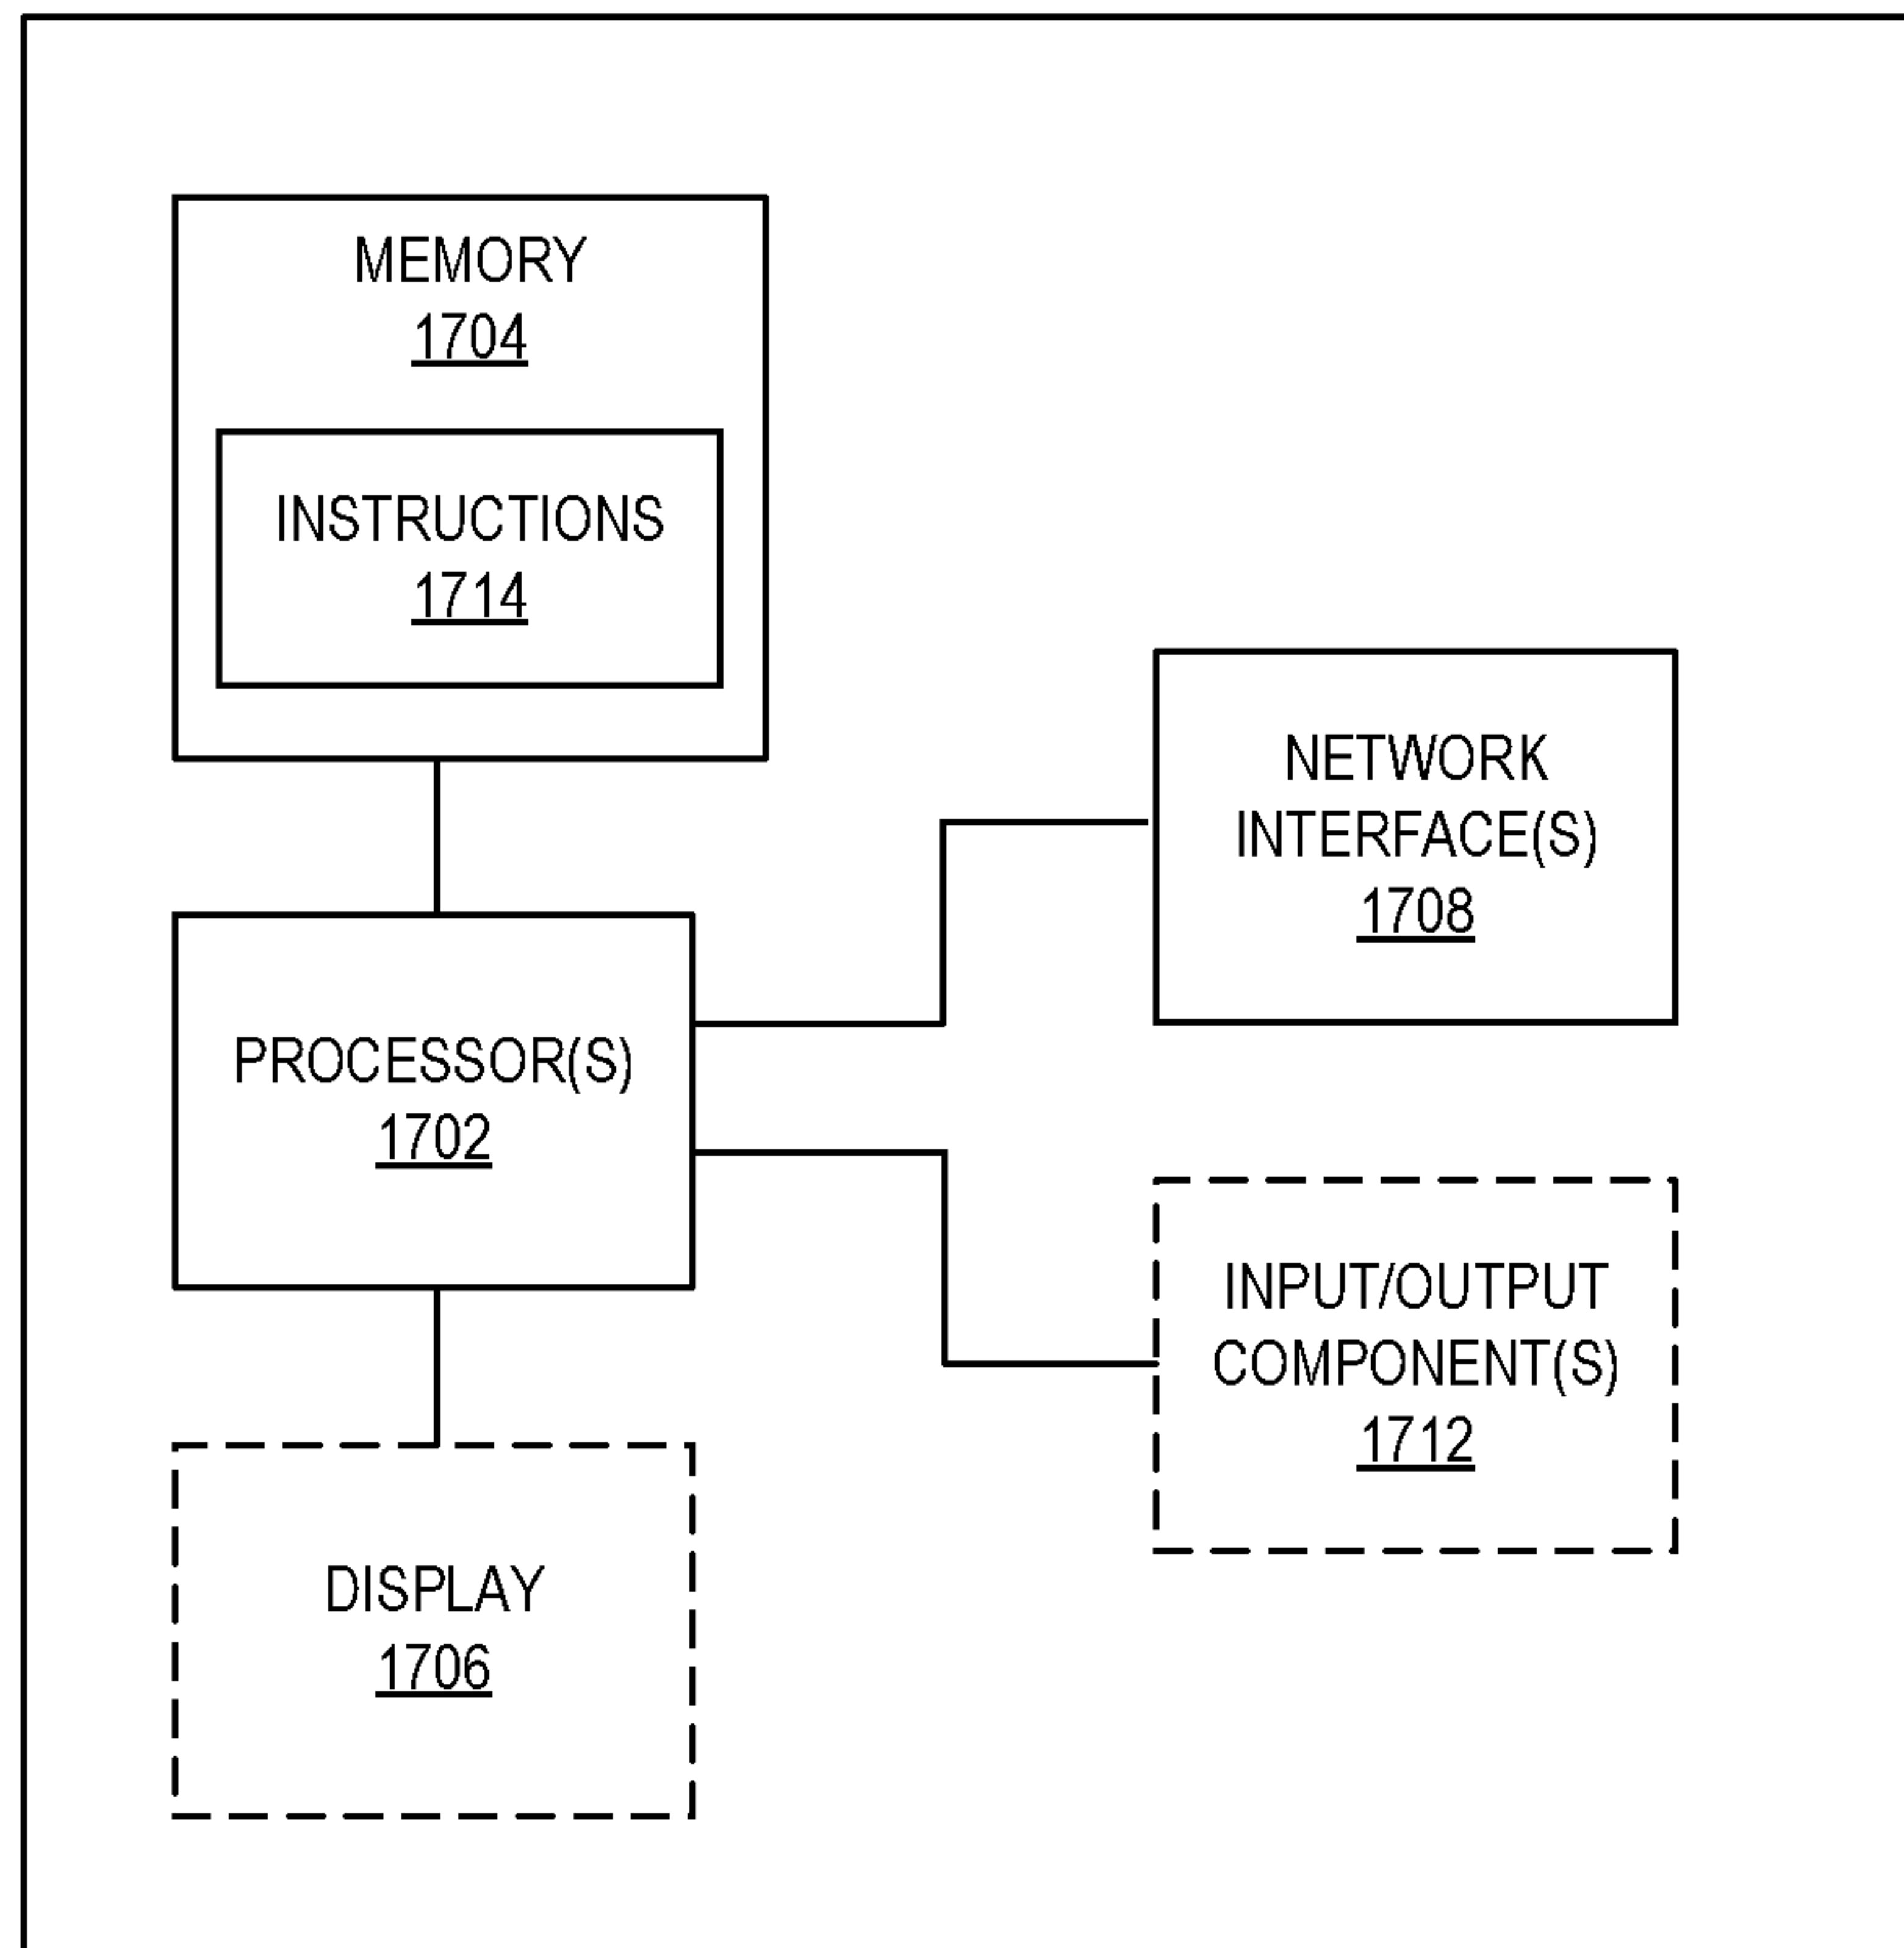 MEMORY
1704
INSTRUCTIONS
1714
NETWORK
INTERFACE(S)
1708
PROCESSOR(S)
1702
INPUT/OUTPUT
COMPONENT(S)
1712
DISPLAY
1706